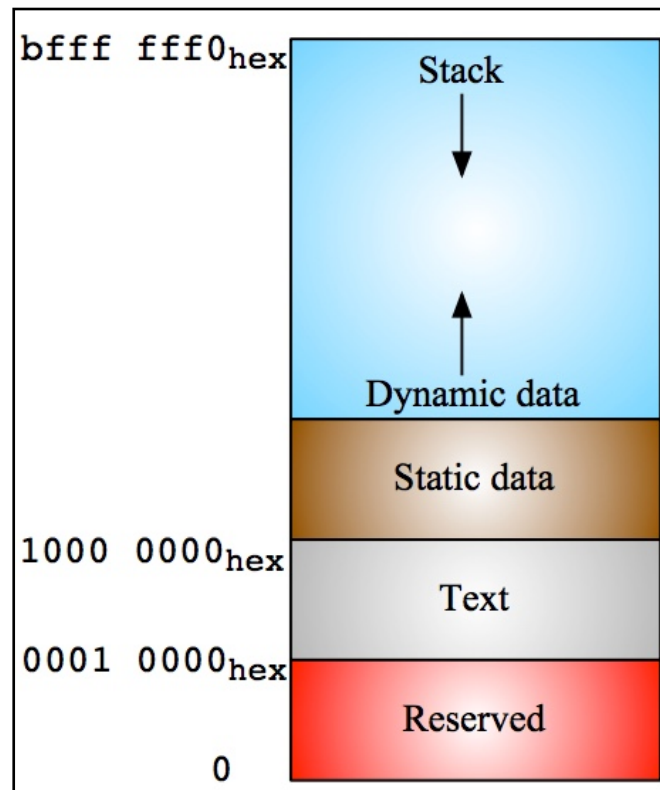 bfff fff0hex
Stack
Dynamic data
Static data
1000 0000hex
Text
0001 0000hex
Reserved
0